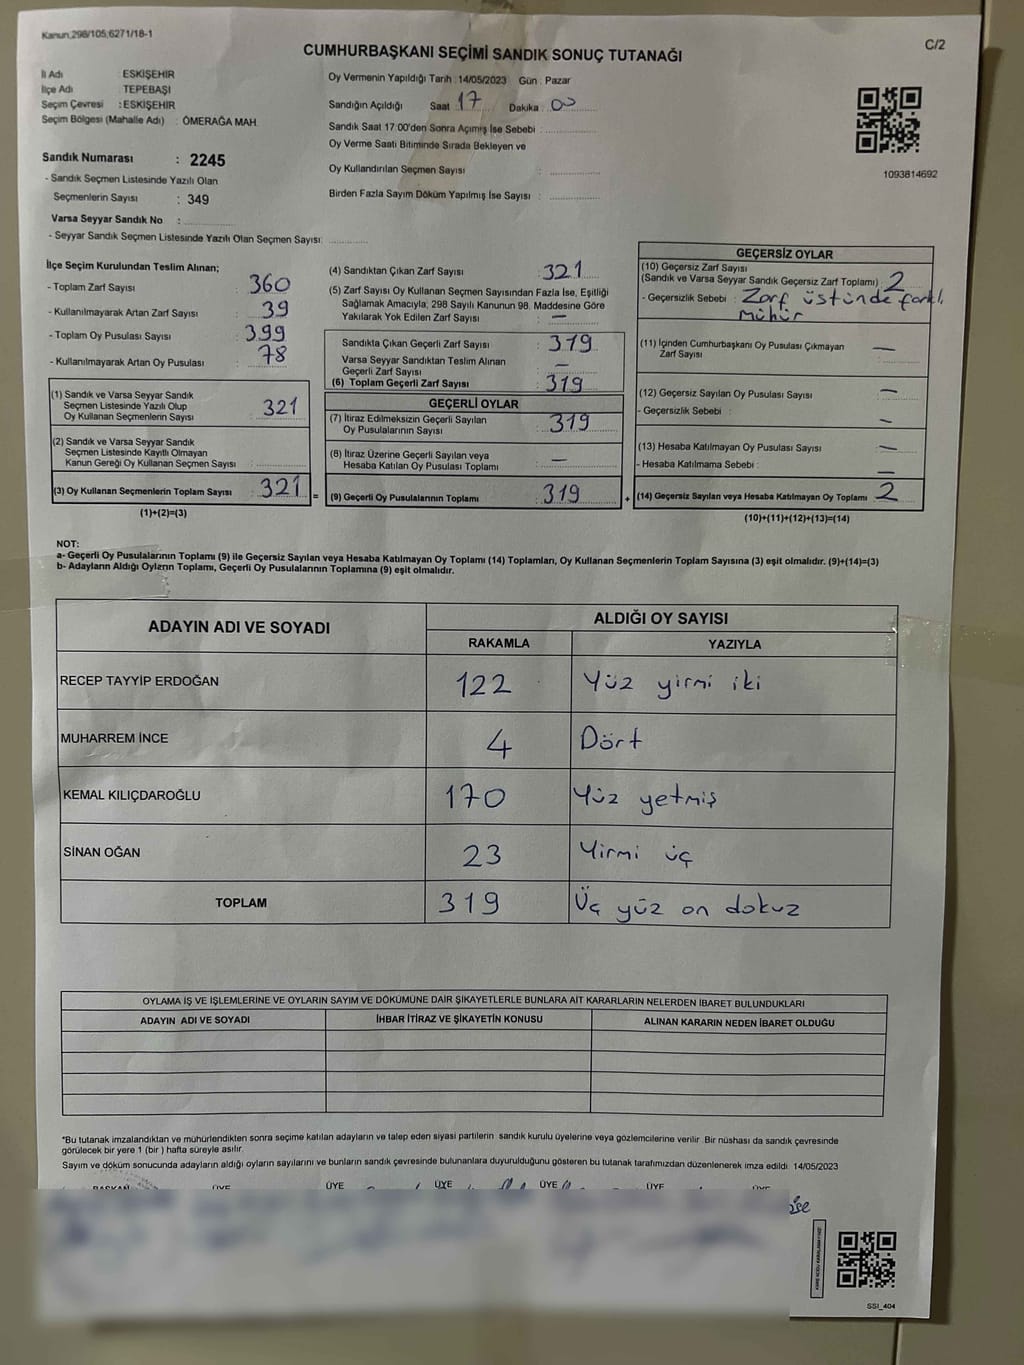 Kanun;298/105;6271/18-1
C/2
CUMHURBAŞKANI SEÇİMİ SANDIK SONUÇ TUTANAĞI
İl Adı : ESKİŞEHİR
İlçe Adı : TEPEBAŞI
Seçim Çevresi : ESKİŞEHİR
Seçim Bölgesi (Mahalle Adı) : ÖMERAĞA MAH.
Sandık Numarası : 2245
- Sandık Seçmen Listesinde Yazılı Olan
Seçmenlerin Sayısı : 349
Varsa Seyyar Sandık No :
- Seyyar Sandık Seçmen Listesinde Yazılı Olan Seçmen Sayısı:
Oy Vermenin Yapıldığı Tarih : 14/05/2023 Gün : Pazar
Sandığın Açıldığı Saat 17 Dakika : 00
Sandık Saat 17:00'den Sonra Açılmış İse Sebebi :
Oy Verme Saati Bitiminde Sırada Bekleyen ve
Oy Kullandırılan Seçmen Sayısı :
Birden Fazla Sayım Döküm Yapılmış İse Sayısı :
1093814692
İlçe Seçim Kurulundan Teslim Alınan;
- Toplam Zarf Sayısı : 360
- Kullanılmayarak Artan Zarf Sayısı : 39
- Toplam Oy Pusulası Sayısı : 399
- Kullanılmayarak Artan Oy Pusulası : 78
(1) Sandık ve Varsa Seyyar Sandık
Seçmen Listesinde Yazılı Olup
Oy Kullanan Seçmenlerin Sayısı : 321
(2) Sandık ve Varsa Seyyar Sandık
Seçmen Listesinde Kayıtlı Olmayan
Kanun Gereği Oy Kullanan Seçmen Sayısı :
(3) Oy Kullanan Seçmenlerin Toplam Sayısı : 321 =
(1)+(2)=(3)
(4) Sandıktan Çıkan Zarf Sayısı : 321
(5) Zarf Sayısı Oy Kullanan Seçmen Sayısından Fazla İse, Eşitliği
Sağlamak Amacıyla; 298 Sayılı Kanunun 98. Maddesine Göre
Yakılarak Yok Edilen Zarf Sayısı : —
Sandıkta Çıkan Geçerli Zarf Sayısı : 319
Varsa Seyyar Sandıktan Teslim Alınan
Geçerli Zarf Sayısı : —
(6) Toplam Geçerli Zarf Sayısı : 319
GEÇERLİ OYLAR
(7) İtiraz Edilmeksizin Geçerli Sayılan
Oy Pusulalarının Sayısı : 319
(8) İtiraz Üzerine Geçerli Sayılan veya
Hesaba Katılan Oy Pusulası Toplamı : —
(9) Geçerli Oy Pusulalarının Toplamı : 319 +
GEÇERSİZ OYLAR
(10) Geçersiz Zarf Sayısı
(Sandık ve Varsa Seyyar Sandık Geçersiz Zarf Toplamı) : 2
- Geçersizlik Sebebi : Zarf üstünde farklı
mühür
(11) İçinden Cumhurbaşkanı Oy Pusulası Çıkmayan
Zarf Sayısı : —
(12) Geçersiz Sayılan Oy Pusulası Sayısı : —
- Geçersizlik Sebebi : —
(13) Hesaba Katılmayan Oy Pusulası Sayısı : —
- Hesaba Katılmama Sebebi : —
(14) Geçersiz Sayılan veya Hesaba Katılmayan Oy Toplamı : 2
(10)+(11)+(12)+(13)=(14)
NOT:
a- Geçerli Oy Pusulalarının Toplamı (9) ile Geçersiz Sayılan veya Hesaba Katılmayan Oy Toplamı (14) Toplamları, Oy Kullanan Seçmenlerin Toplam Sayısına (3) eşit olmalıdır. (9)+(14)=(3)
b- Adayların Aldığı Oyların Toplamı, Geçerli Oy Pusulalarının Toplamına (9) eşit olmalıdır.
ADAYIN ADI VE SOYADI
ALDIĞI OY SAYISI
RAKAMLA YAZIYLA
RECEP TAYYİP ERDOĞAN 122 Yüz yirmi iki
MUHARREM İNCE 4 Dört
KEMAL KILIÇDAROĞLU 170 Yüz yetmiş
SİNAN OĞAN 23 Yirmi üç
TOPLAM 319 Üç yüz on dokuz
OYLAMA İŞ VE İŞLEMLERİNE VE OYLARIN SAYIM VE DÖKÜMÜNE DAİR ŞİKAYETLERLE BUNLARA AİT KARARLARIN NELERDEN İBARET BULUNDUKLARI
ADAYIN ADI VE SOYADI İHBAR İTİRAZ VE ŞİKAYETİN KONUSU ALINAN KARARIN NEDEN İBARET OLDUĞU
*Bu tutanak imzalandıktan ve mühürlendikten sonra seçime katılan adayların ve talep eden siyasi partilerin sandık kurulu üyelerine veya gözlemcilerine verilir. Bir nüshası da sandık çevresinde
görülecek bir yere 1 (bir) hafta süreyle asılır.
Sayım ve döküm sonucunda adayların aldığı oyların sayılarını ve bunların sandık çevresinde bulunanlara duyurulduğunu gösteren bu tutanak tarafımızdan düzenlenerek imza edildi. 14/05/2023
BAŞKAN ÜYE ÜYE ÜYE ÜYE ÜYE ÜYE
SSI_404